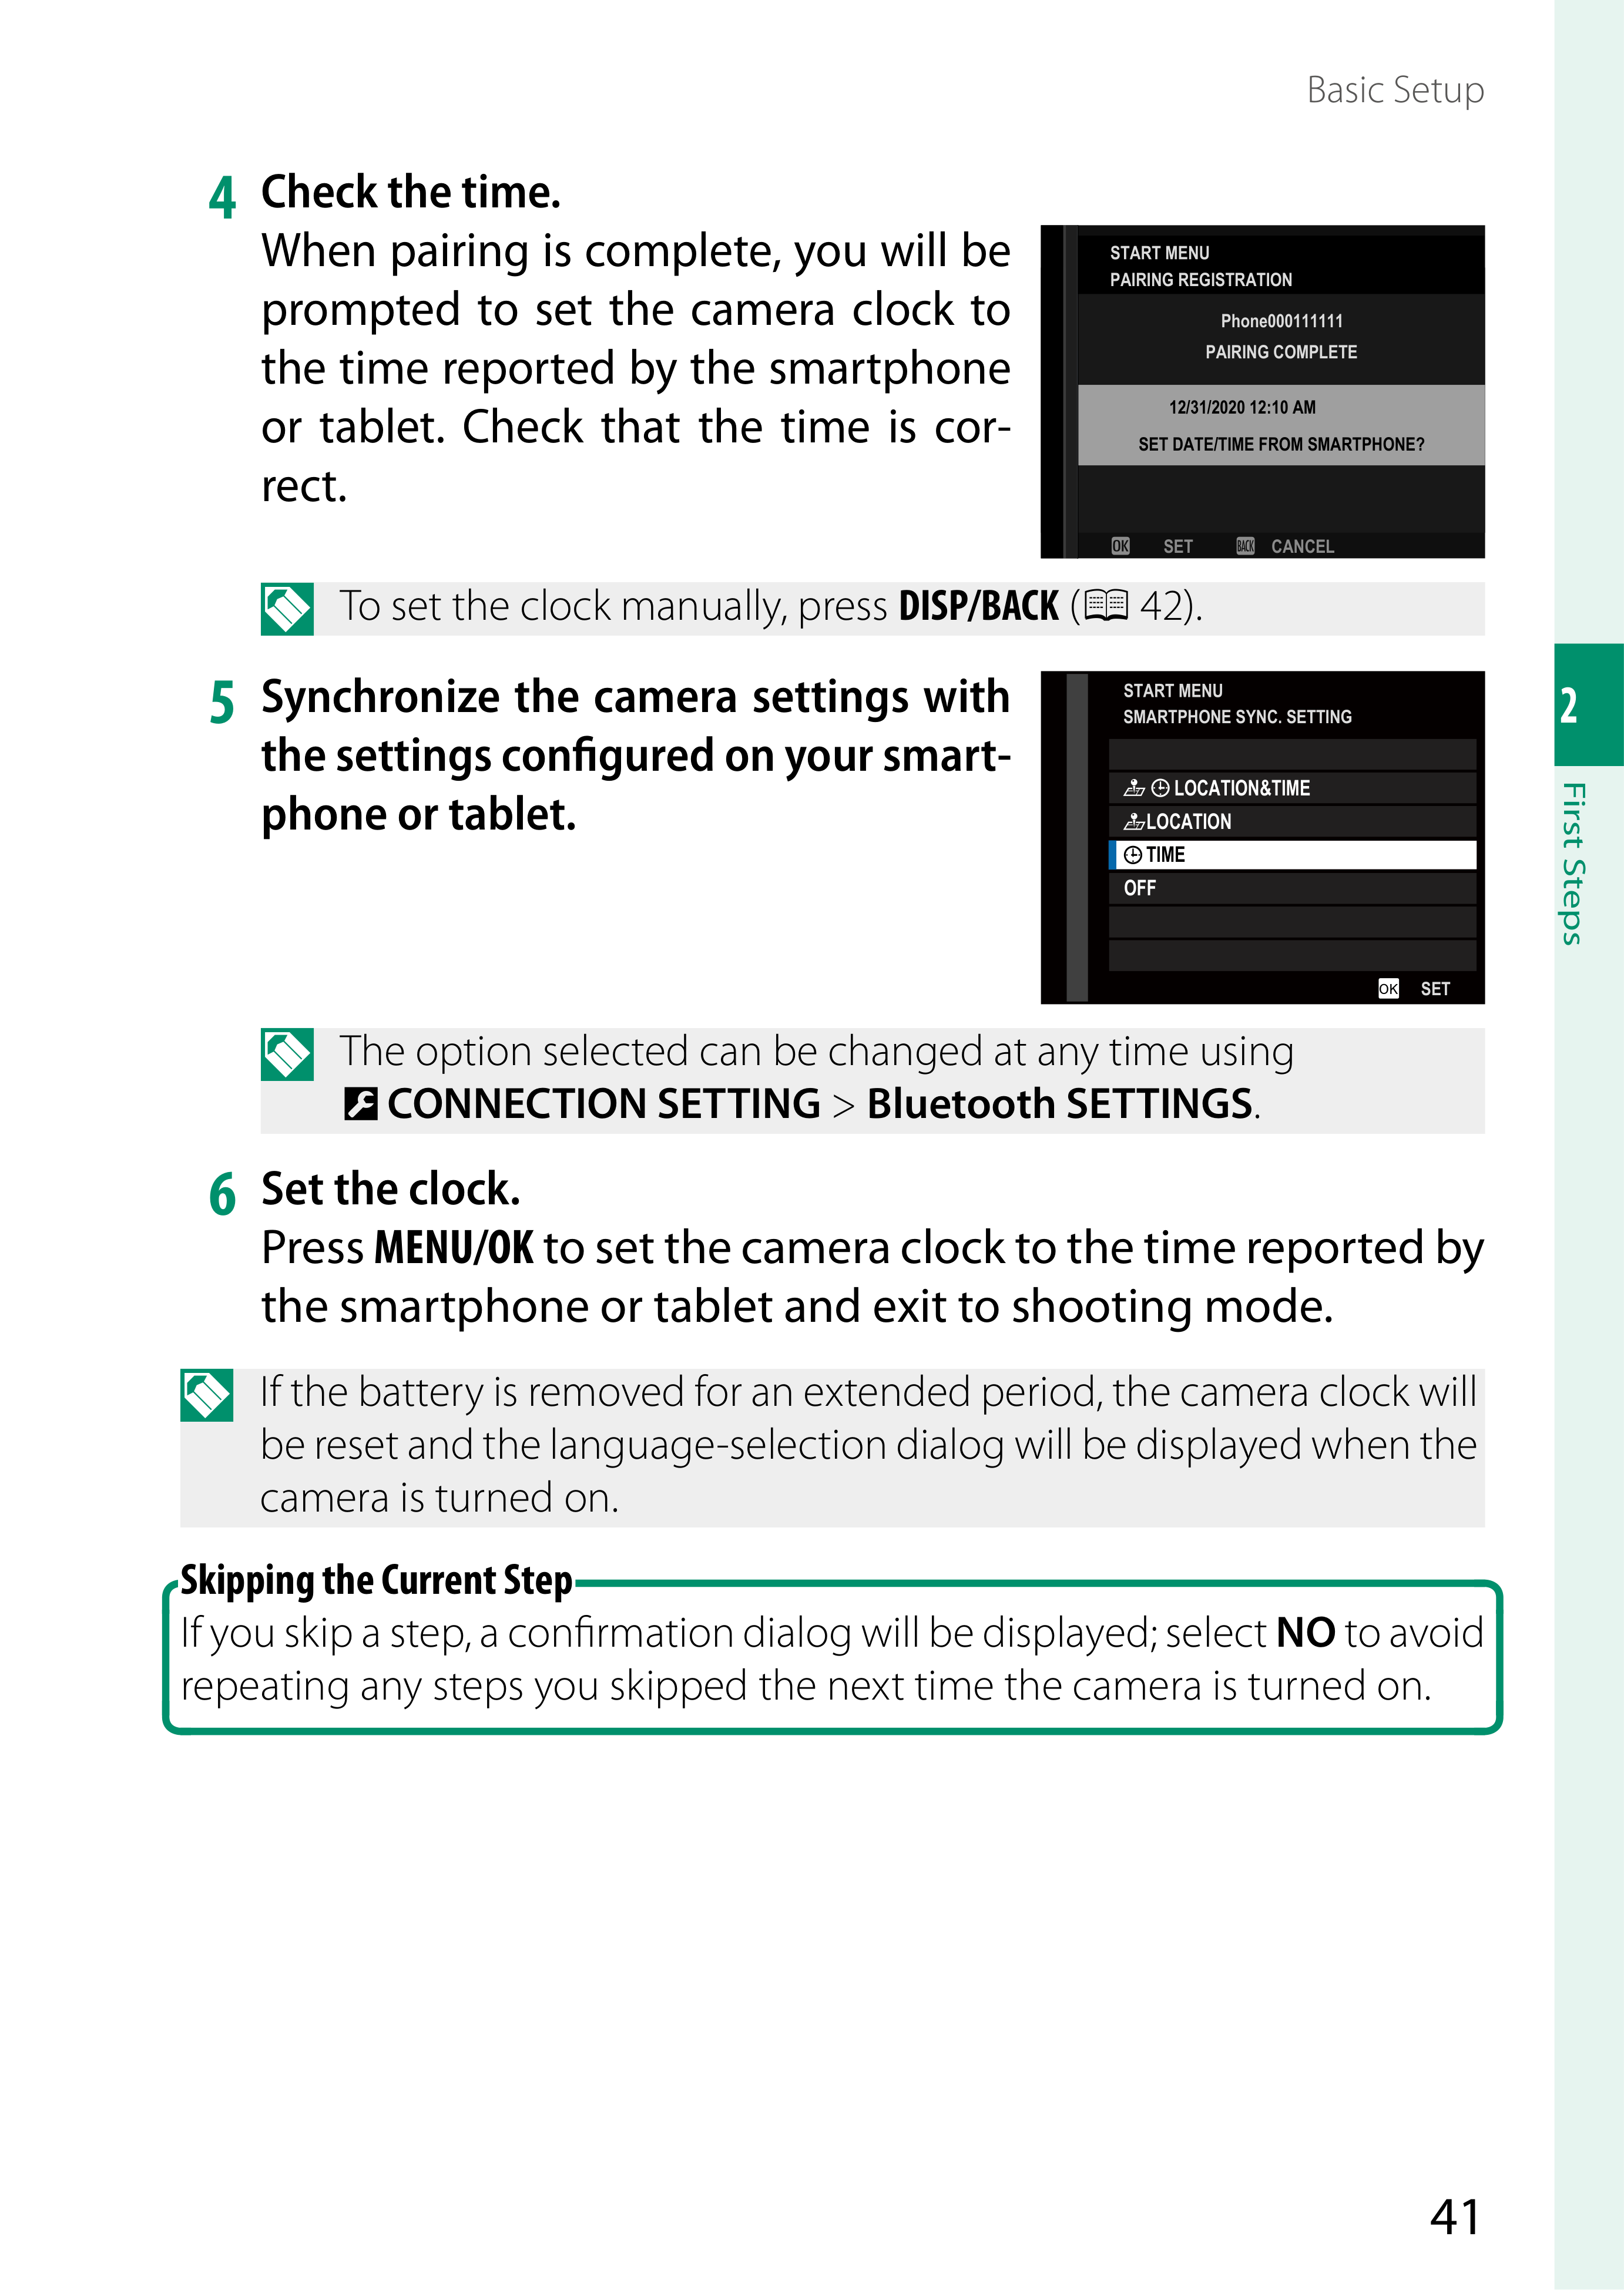 Basic Setup
4 Check the time.
When pairing is complete, you will be
prompted to set the camera clock to
the time reported by the smartphone
or tablet. Check that the time is cor-
rect.
START MENU
PAIRING REGISTRATION
Phone000111111
PAIRING COMPLETE
12/31/2020 12:10 AM
SET DATE/TIME FROM SMARTPHONE?
OK SET BACK CANCEL
To set the clock manually, press DISP/BACK ( 42).
5 Synchronize the camera settings with
the settings configured on your smart-
phone or tablet.
START MENU
SMARTPHONE SYNC. SETTING
LOCATION&TIME
LOCATION
TIME
OFF
OK SET
The option selected can be changed at any time using
CONNECTION SETTING > Bluetooth SETTINGS.
6 Set the clock.
Press MENU/OK to set the camera clock to the time reported by
the smartphone or tablet and exit to shooting mode.
If the battery is removed for an extended period, the camera clock will
be reset and the language-selection dialog will be displayed when the
camera is turned on.
Skipping the Current Step
If you skip a step, a confirmation dialog will be displayed; select NO to avoid
repeating any steps you skipped the next time the camera is turned on.
2
First Steps
41